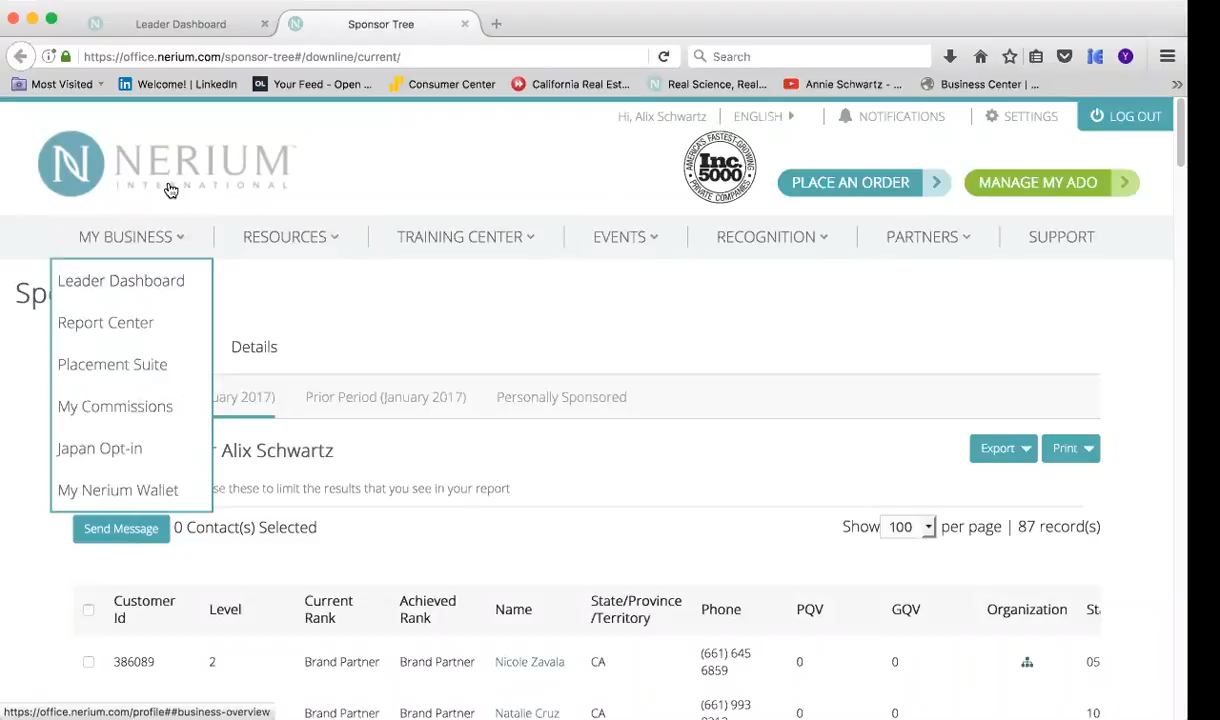 Leader Dashboard
Sponsor Tree
https://office.nerium.com/sponsor-tree#/downline/current/
Search
Most Visited
Welcome! | LinkedIn
Your Feed - Open ...
Consumer Center
California Real Est...
Real Science, Real...
Annie Schwartz - ...
Business Center | ...
Hi, Alix Schwartz
ENGLISH
NOTIFICATIONS
SETTINGS
LOG OUT
NERIUM
INTERNATIONAL
AMERICA'S FASTEST-GROWING
Inc.
5000
PRIVATE COMPANIES
PLACE AN ORDER
MANAGE MY ADO
MY BUSINESS
RESOURCES
TRAINING CENTER
EVENTS
RECOGNITION
PARTNERS
SUPPORT
Leader Dashboard
Report Center
Placement Suite
My Commissions
Japan Opt-in
My Nerium Wallet
Spo
Details
uary 2017)
Prior Period (January 2017)
Personally Sponsored
r Alix Schwartz
Export
Print
se these to limit the results that you see in your report
Send Message
0 Contact(s) Selected
Show 100 per page | 87 record(s)
Customer Id
Level
Current Rank
Achieved Rank
Name
State/Province /Territory
Phone
PQV
GQV
Organization
Sta
386089
2
Brand Partner
Brand Partner
Nicole Zavala
CA
(661) 645 6859
0
0
05
Brand Partner
Brand Partner
Natalie Cruz
CA
(661) 993
0
0
10
https://office.nerium.com/profile##business-overview